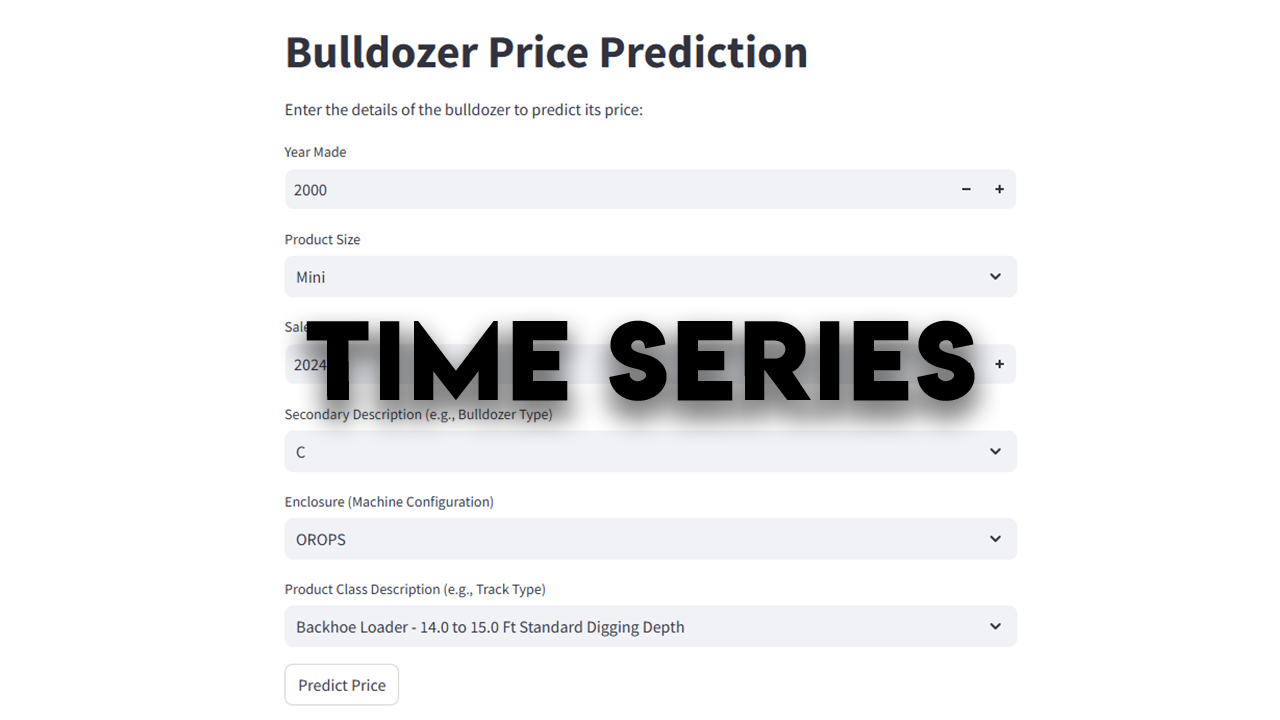 Bulldozer Price Prediction
Enter the details of the bulldozer to predict its price:
Year Made
2000
Product Size
Mini
Sale
TIME SERIES
2024
Secondary Description (e.g., Bulldozer Type)
C
Enclosure (Machine Configuration)
OROPS
Product Class Description (e.g., Track Type)
Backhoe Loader - 14.0 to 15.0 Ft Standard Digging Depth
Predict Price